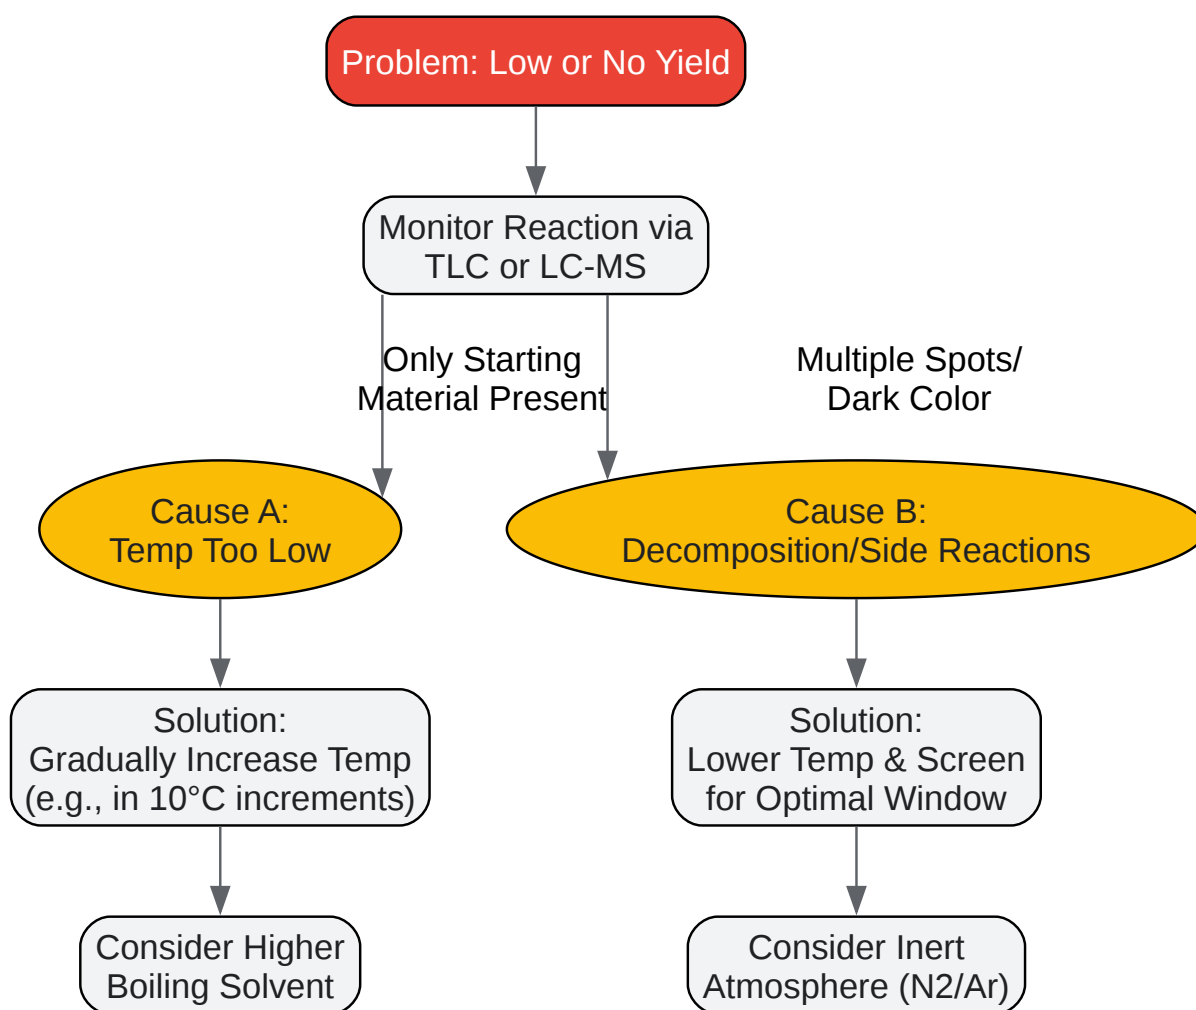 Problem: Low or No Yield
Monitor Reaction via
TLC or LC-MS
Only Starting
Material Present
Multiple Spots/
Dark Color
Cause A:
Temp Too Low
Cause B:
Decomposition/Side Reactions
Solution:
Gradually Increase Temp
(e.g., in 10°C increments)
Solution:
Lower Temp & Screen
for Optimal Window
Consider Higher
Boiling Solvent
Consider Inert
Atmosphere (N2/Ar)